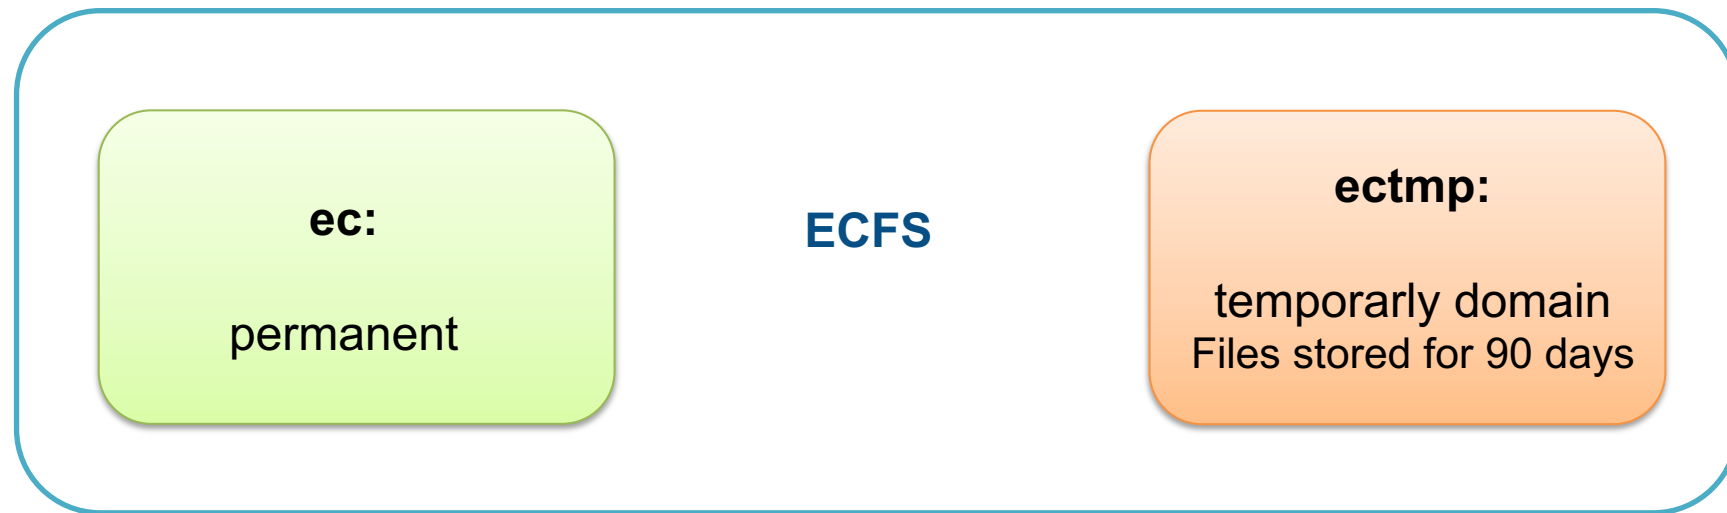 ec:
permanent
ECFS
ectmp:
temporarly domain
Files stored for 90 days